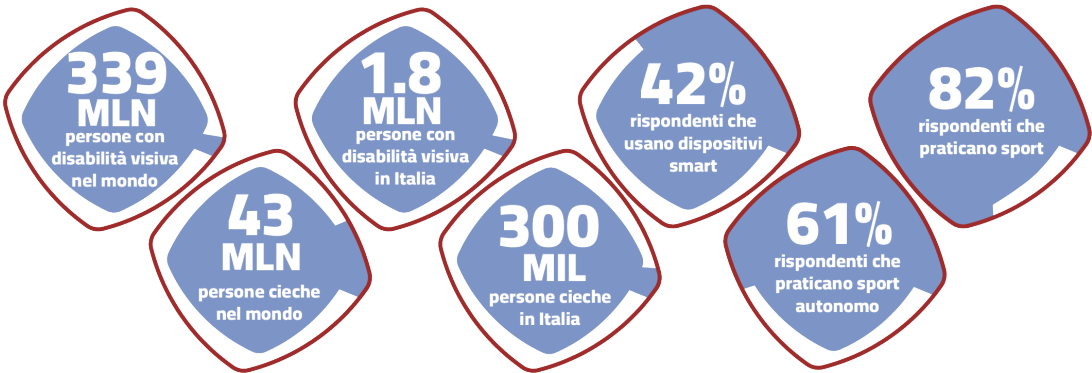 339
MLN
persone con
disabilità visiva
nel mondo
43
MLN
persone cieche
nel mondo
1.8
MLN
persone con
disabilità visiva
in Italia
300
MIL
persone cieche
in Italia
42%
rispondenti che
usano dispositivi
smart
61%
rispondenti che
praticano sport
autonomo
82%
rispondenti che
praticano sport